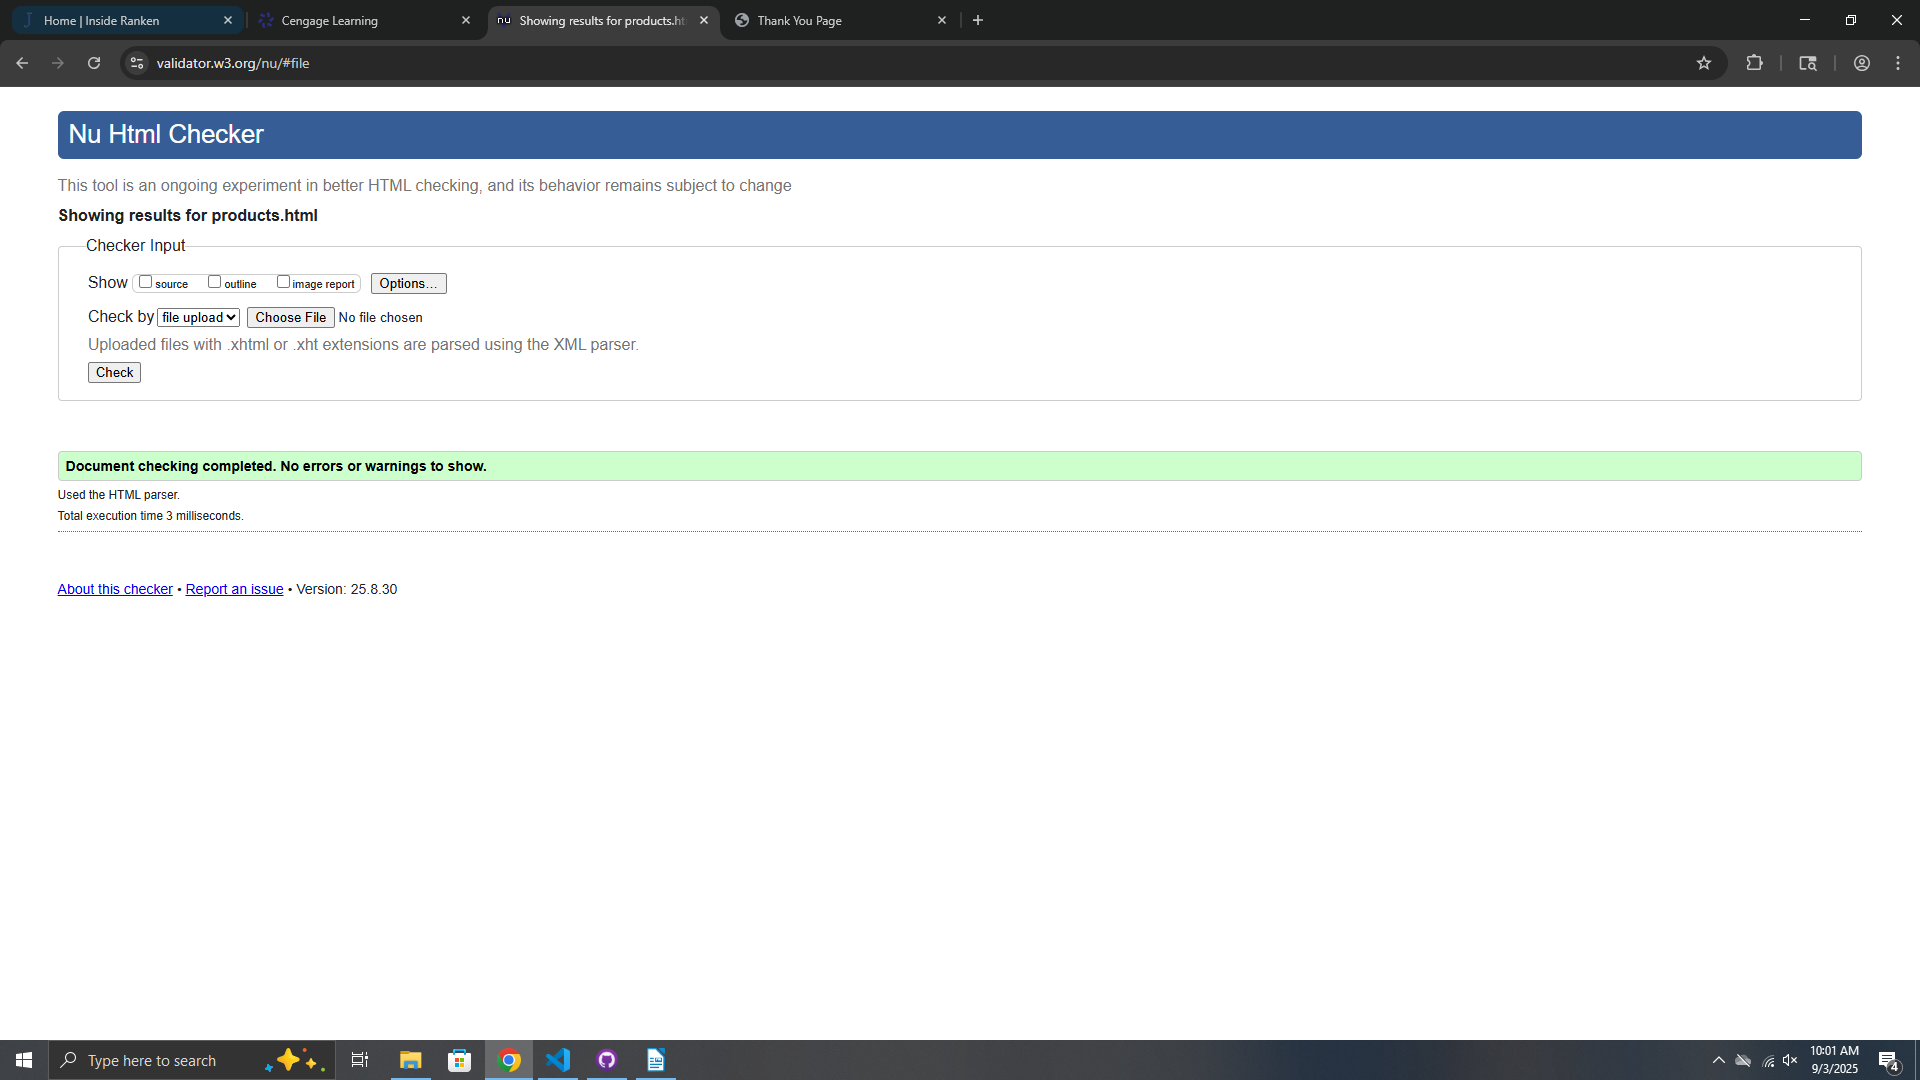 Home | Inside Ranken
Cengage Learning
nu Showing results for products.ht
Thank You Page
validator.w3.org/nu/#file
Nu Html Checker
This tool is an ongoing experiment in better HTML checking, and its behavior remains subject to change
Showing results for products.html
Checker Input
Show source outline image report Options...
Check by file upload Choose File No file chosen
Uploaded files with .xhtml or .xht extensions are parsed using the XML parser.
Check
Document checking completed. No errors or warnings to show.
Used the HTML parser.
Total execution time 3 milliseconds.
About this checker • Report an issue • Version: 25.8.30
Type here to search
10:01 AM
9/3/2025
4